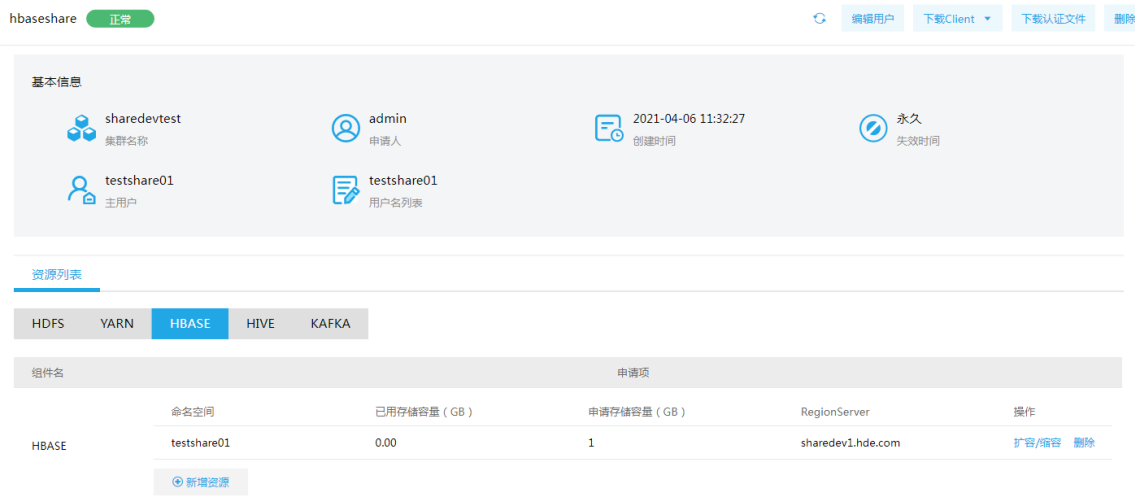 hbaseshare 正常 编辑用户 下载Client 下载认证文件 删除
基本信息
sharedevtest admin 2021-04-06 11:32:27 永久
集群名称 申请人 创建时间 失效时间
testshare01 testshare01
主用户 用户名列表
资源列表
HDFS YARN HBASE HIVE KAFKA
组件名 申请项
命名空间 已用存储容量（GB） 申请存储容量（GB） RegionServer 操作
HBASE testshare01 0.00 1 sharedev1.hde.com 扩容/缩容 删除
新增资源